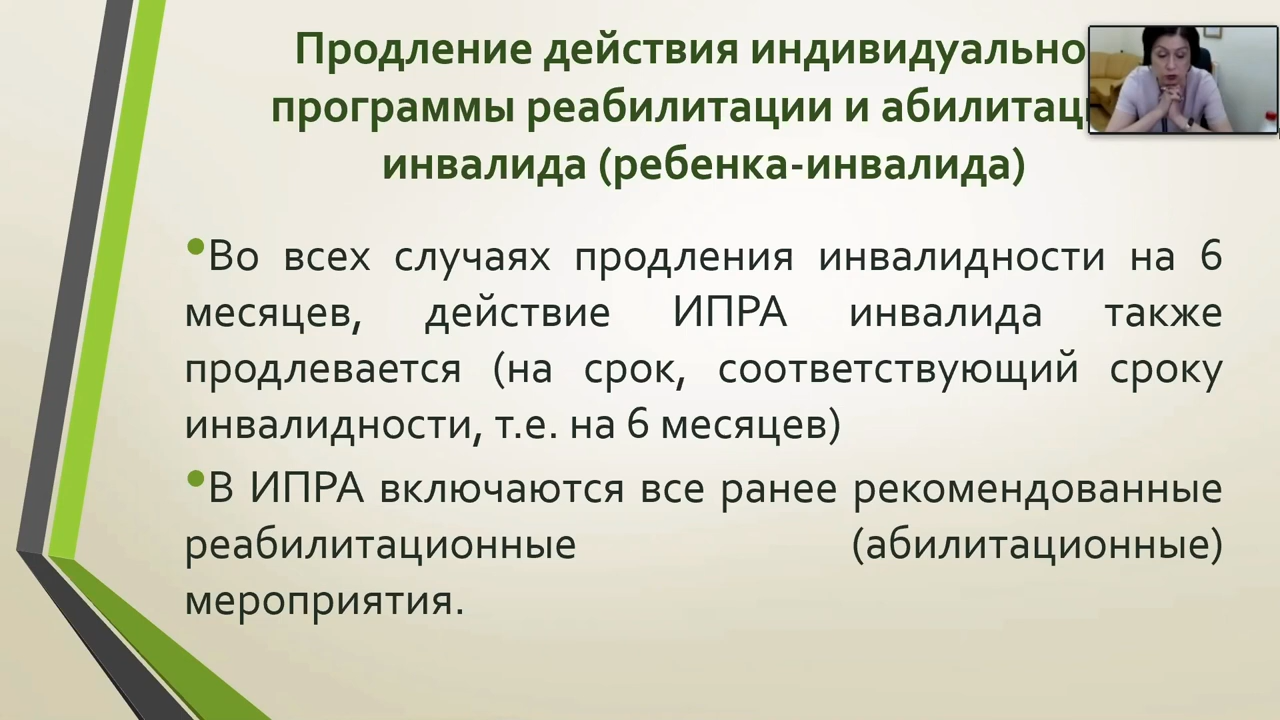 Продление действия индивидуально
программы реабилитации и абилитац
инвалида (ребенка-инвалида)
•Во всех случаях продления инвалидности на 6
месяцев, действие ИПРА инвалида также
продлевается (на срок, соответствующий сроку
инвалидности, т.е. на 6 месяцев)
•В ИПРА включаются все ранее рекомендованные
реабилитационные (абилитационные)
мероприятия.